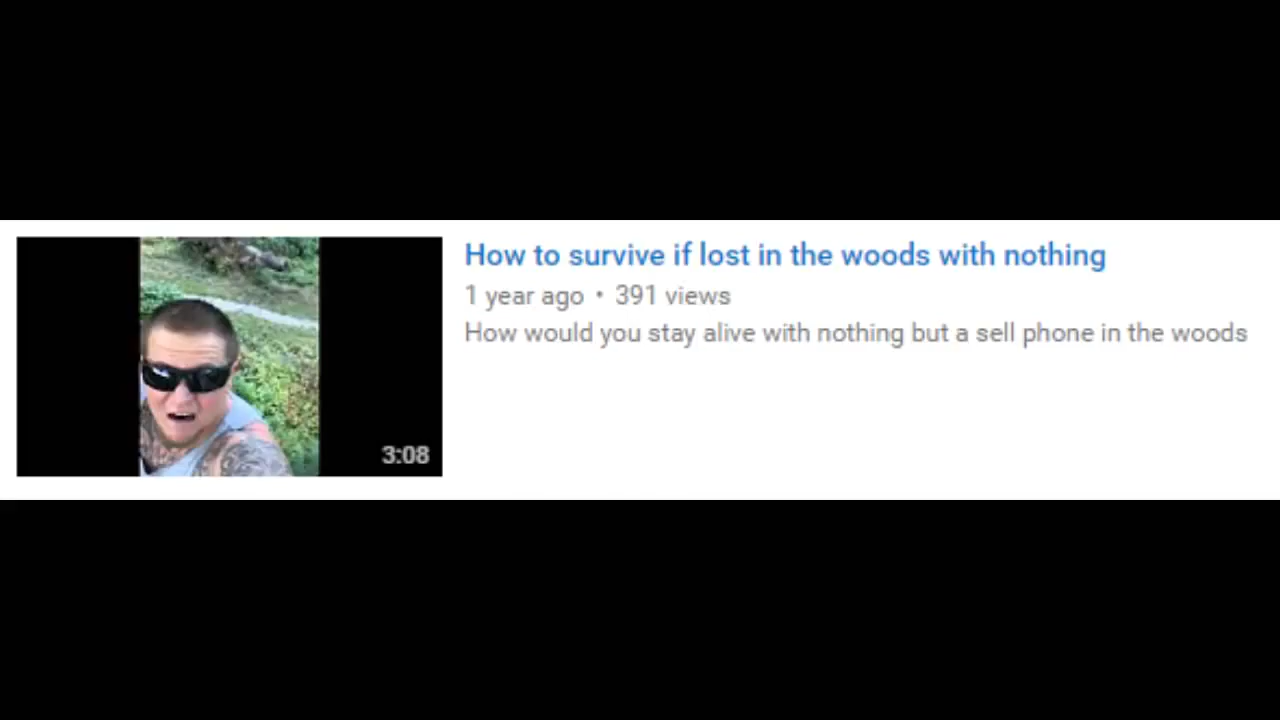 How to survive if lost in the woods with nothing
1 year ago • 391 views
How would you stay alive with nothing but a sell phone in the woods
3:08